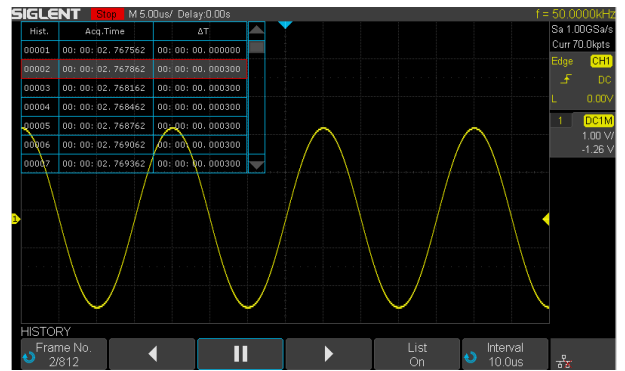 SIGLENT Stop M 5.00us/ Delay:0.00s f = 50.0000kHz
Sa 1.00GSa/s
Curr 70.0kpts
Edge CH1
DC
L 0.00V
1 DC1M
1.00 V/
-1.26 V
Hist. Acq.Time ΔT
00001 00: 00: 02. 767562 00: 00: 00. 000000
00002 00: 00: 02. 767862 00: 00: 00. 000300
00003 00: 00: 02. 768162 00: 00: 00. 000300
00004 00: 00: 02. 768462 00: 00: 00. 000300
00005 00: 00: 02. 768762 00: 00: 00. 000300
00006 00: 00: 02. 769062 00: 00: 00. 000300
00007 00: 00: 02. 769362 00: 00: 00. 000300
1
HISTORY
Frame No.
2/812
List
On
Interval
10.0us